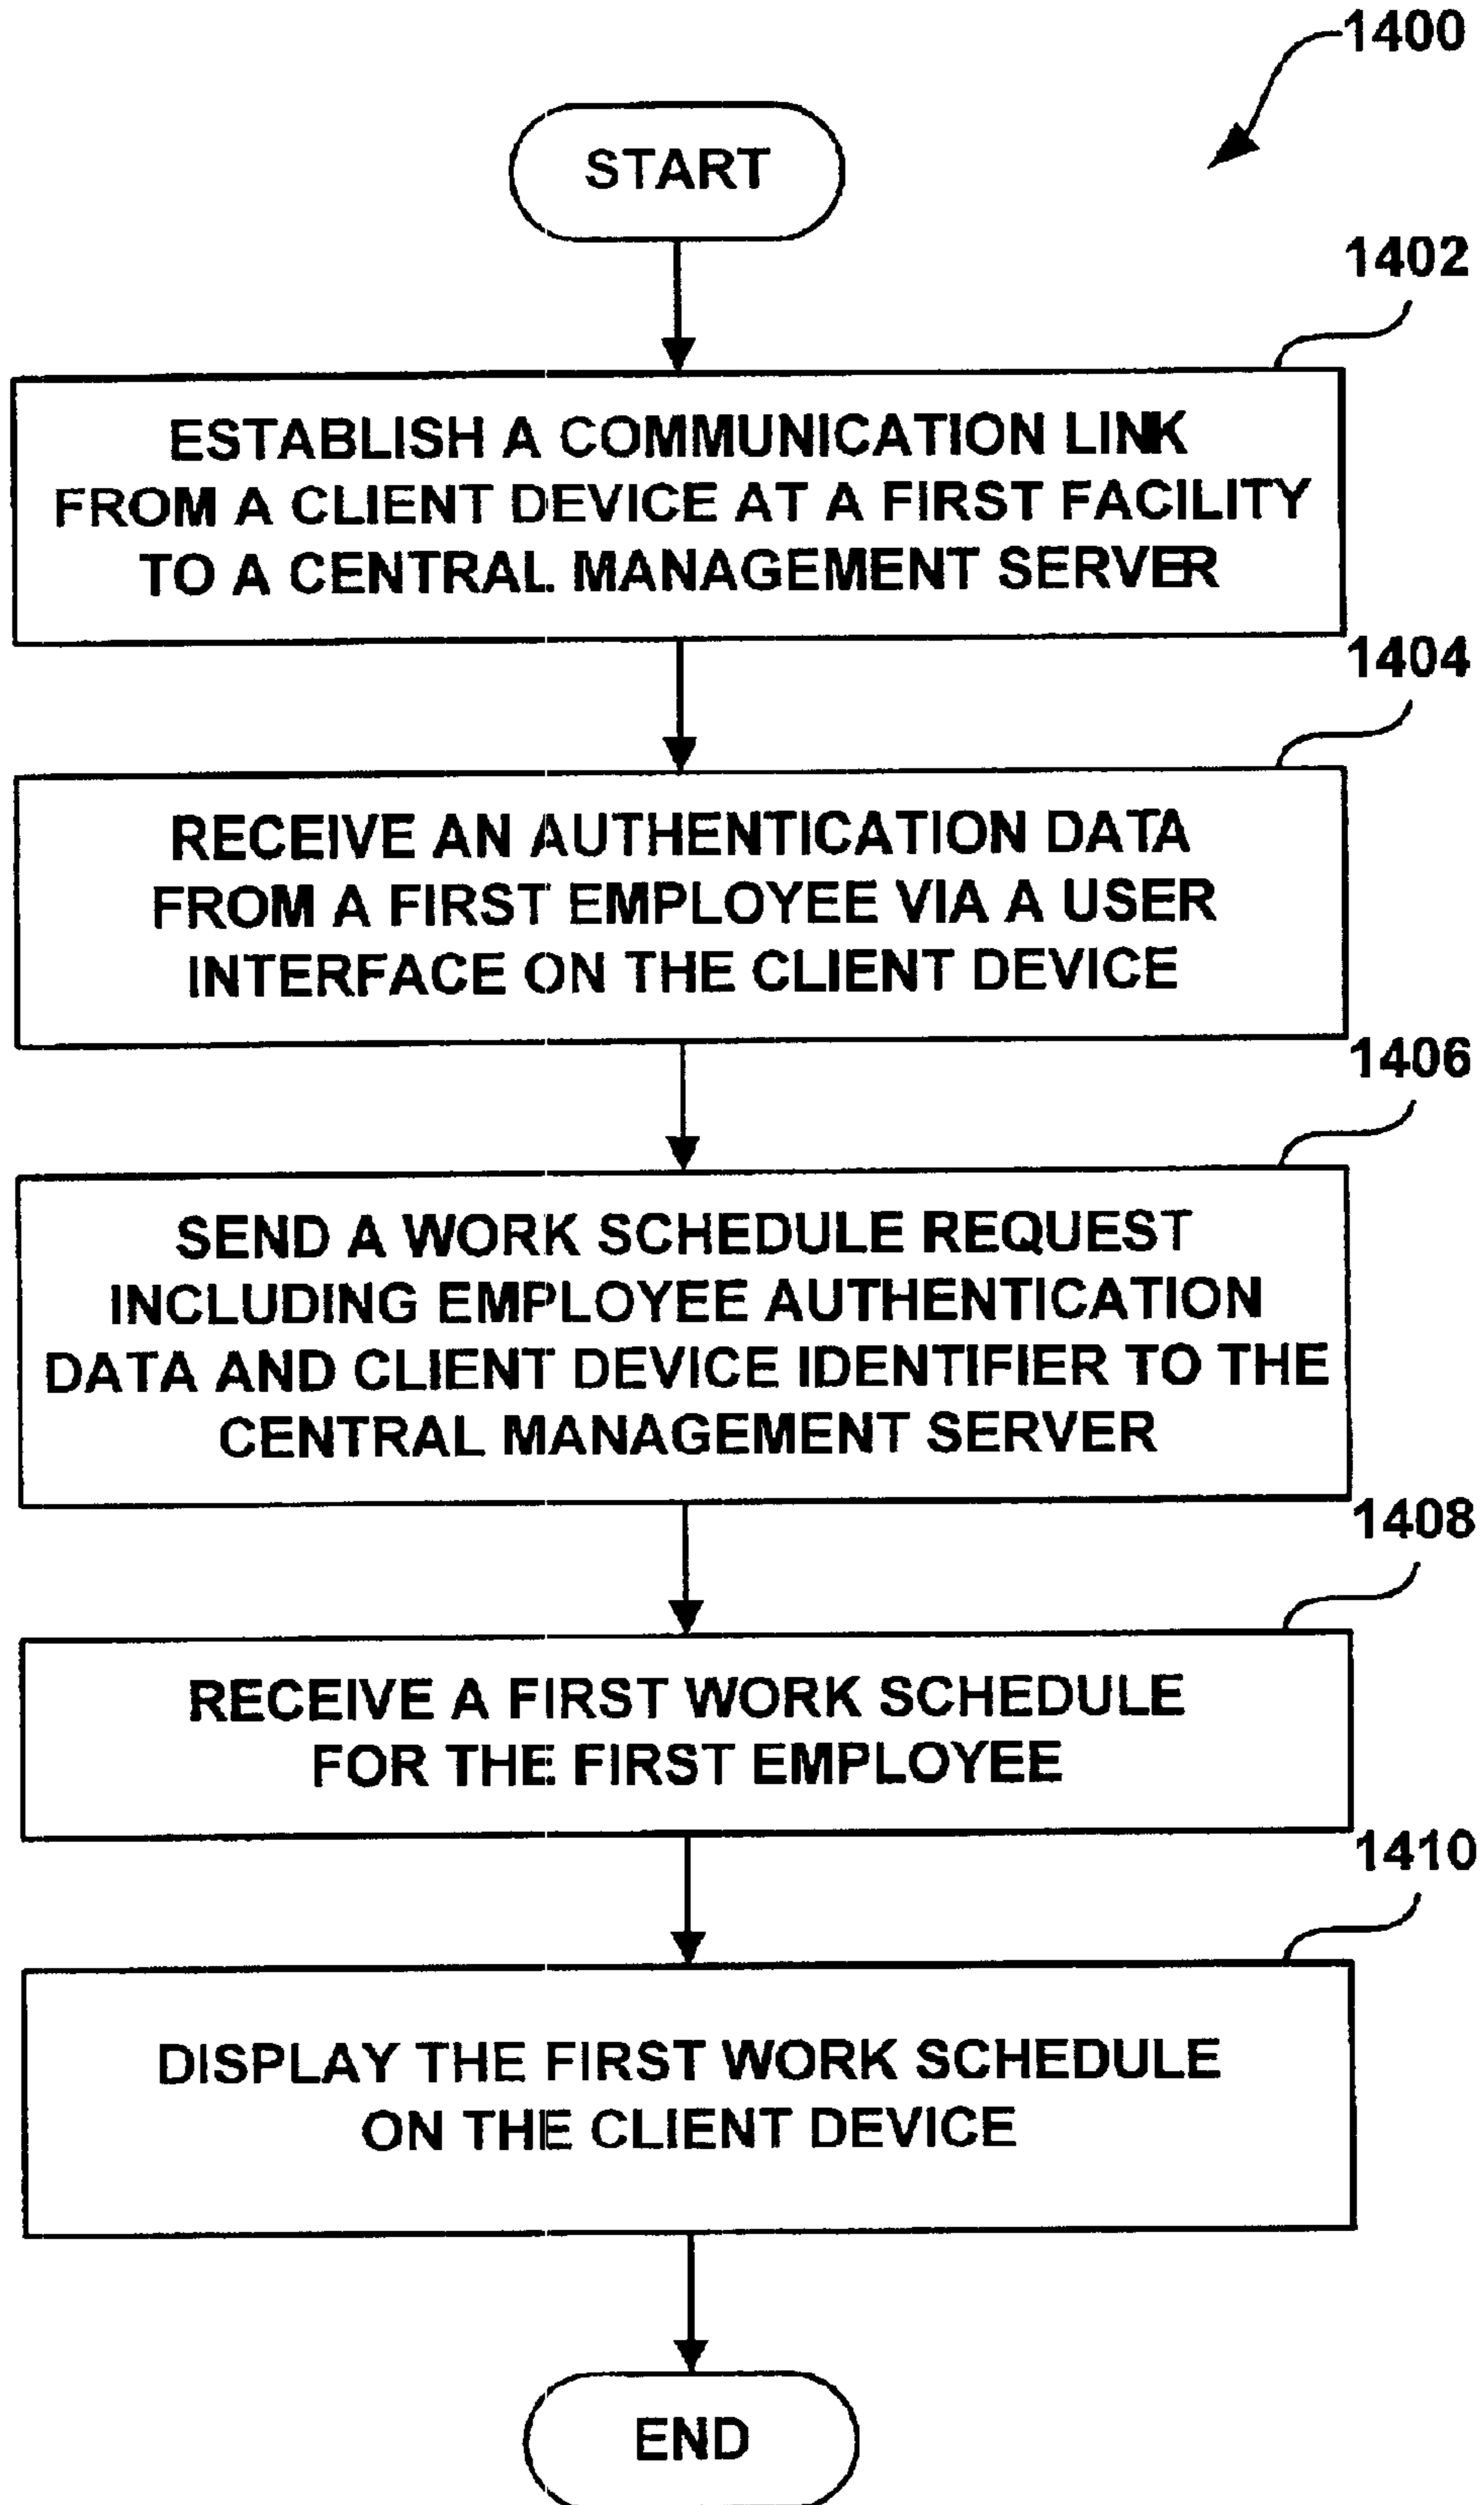 1400
START
1402
ESTABLISH A COMMUNICATION LINK
FROM A CLIENT DEVICE AT A FIRST FACILITY
TO A CENTRAL MANAGEMENT SERVER
1404
RECEIVE AN AUTHENTICATION DATA
FROM A FIRST EMPLOYEE VIA A USER
INTERFACE ON THE CLIENT DEVICE
1406
SEND A WORK SCHEDULE REQUEST
INCLUDING EMPLOYEE AUTHENTICATION
DATA AND CLIENT DEVICE IDENTIFIER TO THE
CENTRAL MANAGEMENT SERVER
1408
RECEIVE A FIRST WORK SCHEDULE
FOR THE FIRST EMPLOYEE
1410
DISPLAY THE FIRST WORK SCHEDULE
ON THE CLIENT DEVICE
END